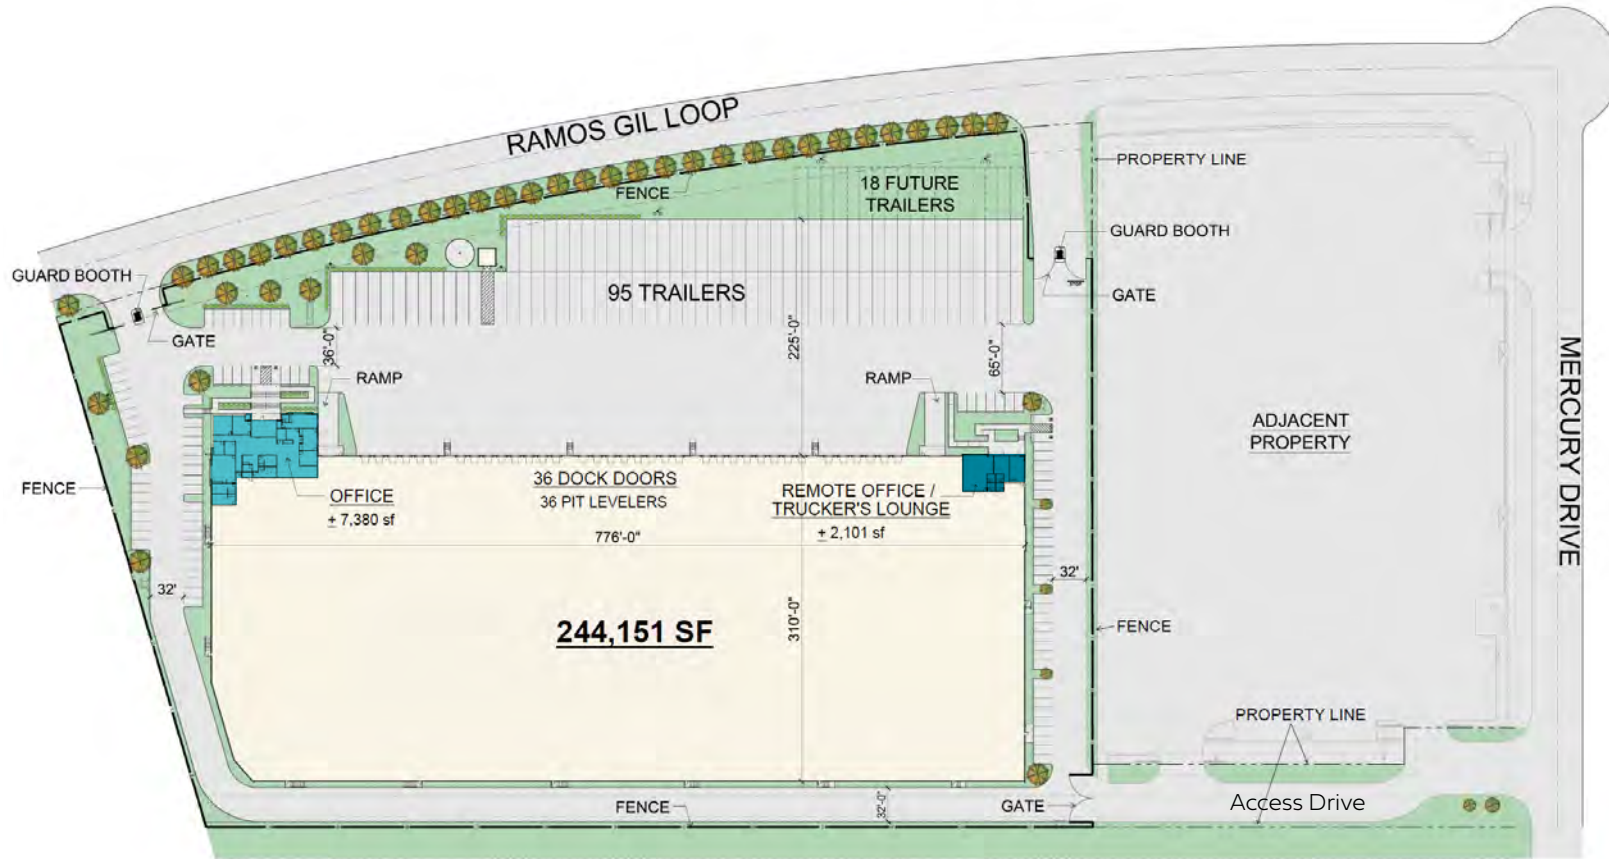 RAMOS GIL LOOP
PROPERTY LINE
FENCE
18 FUTURE
TRAILERS
GUARD BOOTH
GUARD BOOTH
95 TRAILERS
GATE
GATE
36'-0"
225'-0"
65'-0"
RAMP
RAMP
MERCURY DRIVE
ADJACENT
PROPERTY
FENCE
OFFICE
± 7,380 sf
36 DOCK DOORS
36 PIT LEVELERS
REMOTE OFFICE /
TRUCKER'S LOUNGE
± 2,101 sf
776'-0"
32'
32'
244,151 SF
310'-0"
FENCE
PROPERTY LINE
FENCE
32'-0"
GATE
Access Drive